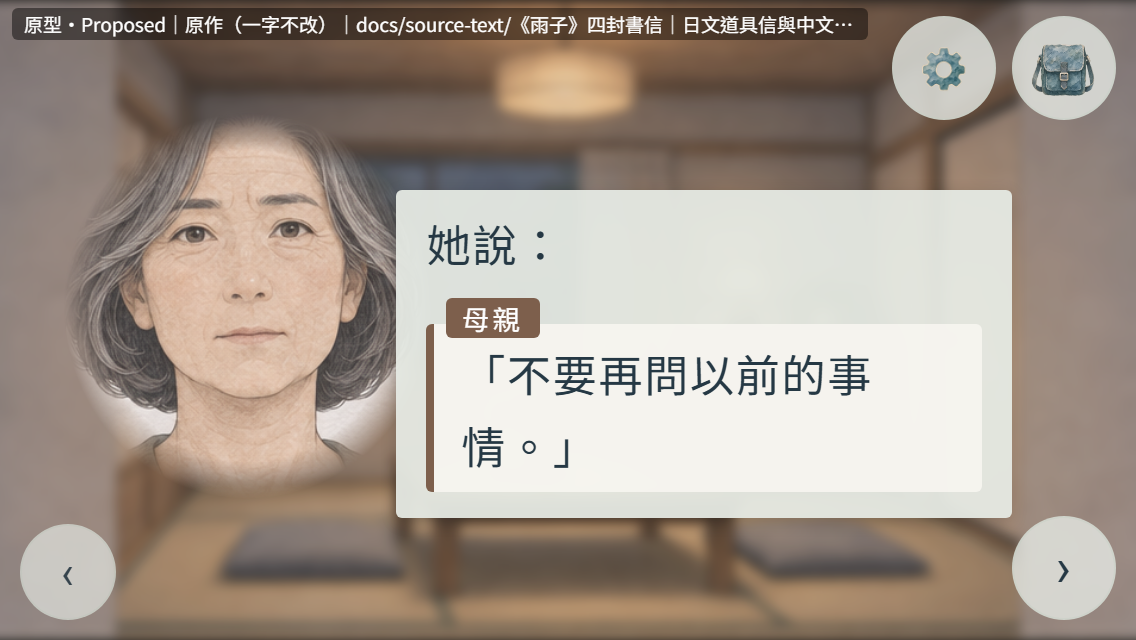 原型・Proposed｜原作（一字不改）｜docs/source-text/《雨子》四封書信｜日文道具信與中文…
她說：
母親
「不要再問以前的事
情。」